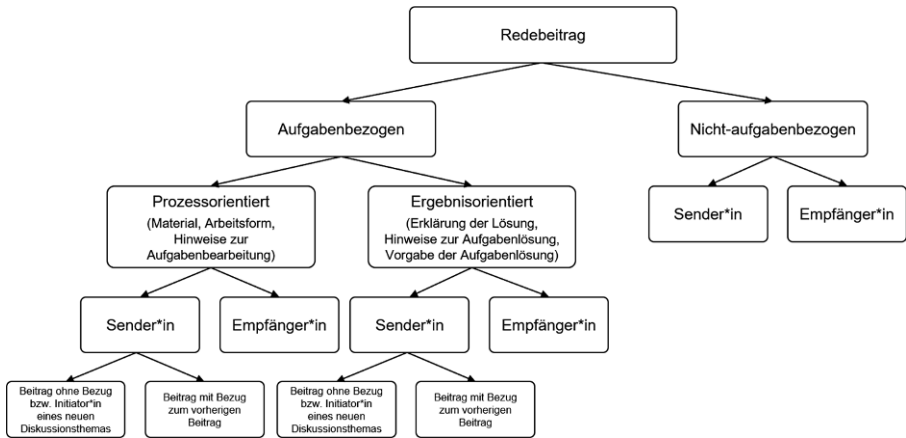 Redebeitrag
Aufgabenbezogen
Nicht-aufgabenbezogen
Prozessorientiert
(Material, Arbeitsform,
Hinweise zur
Aufgabenbearbeitung)
Ergebnisorientiert
(Erklärung der Lösung,
Hinweise zur Aufgabenlösung,
Vorgabe der Aufgabenlösung)
Sender*in
Empfänger*in
Sender*in
Empfänger*in
Sender*in
Empfänger*in
Beitrag ohne Bezug
bzw. Initiator*in
eines neuen
Diskussionsthemas
Beitrag mit Bezug
zum vorherigen
Beitrag
Beitrag ohne Bezug
bzw. Initiator*in
eines neuen
Diskussionsthemas
Beitrag mit Bezug
zum vorherigen
Beitrag